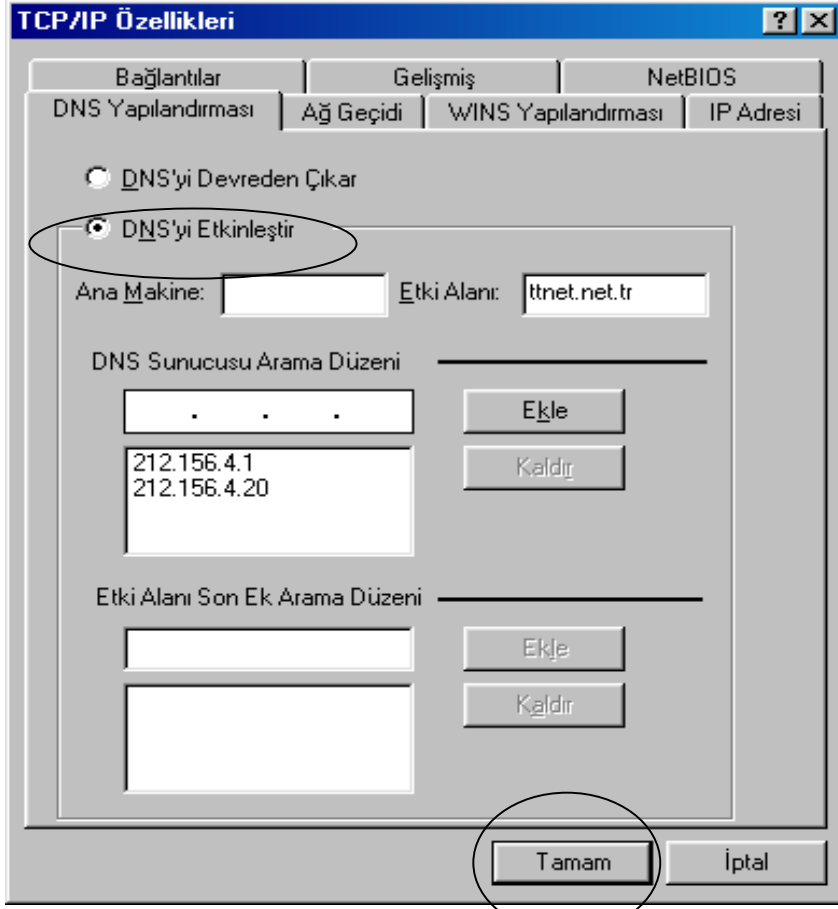 TCP/IP Özellikleri
Bağlantılar Gelişmiş NetBIOS
DNS Yapılandırması Ağ Geçidi WINS Yapılandırması IP Adresi
DNS'yi Devreden Çıkar
DNS'yi Etkinleştir
Ana Makine: Etki Alanı: ttnet.net.tr
DNS Sunucusu Arama Düzeni
. . . Ekle
212.156.4.1 Kaldır
212.156.4.20
Etki Alanı Son Ek Arama Düzeni
Ekle
Kaldır
Tamam İptal